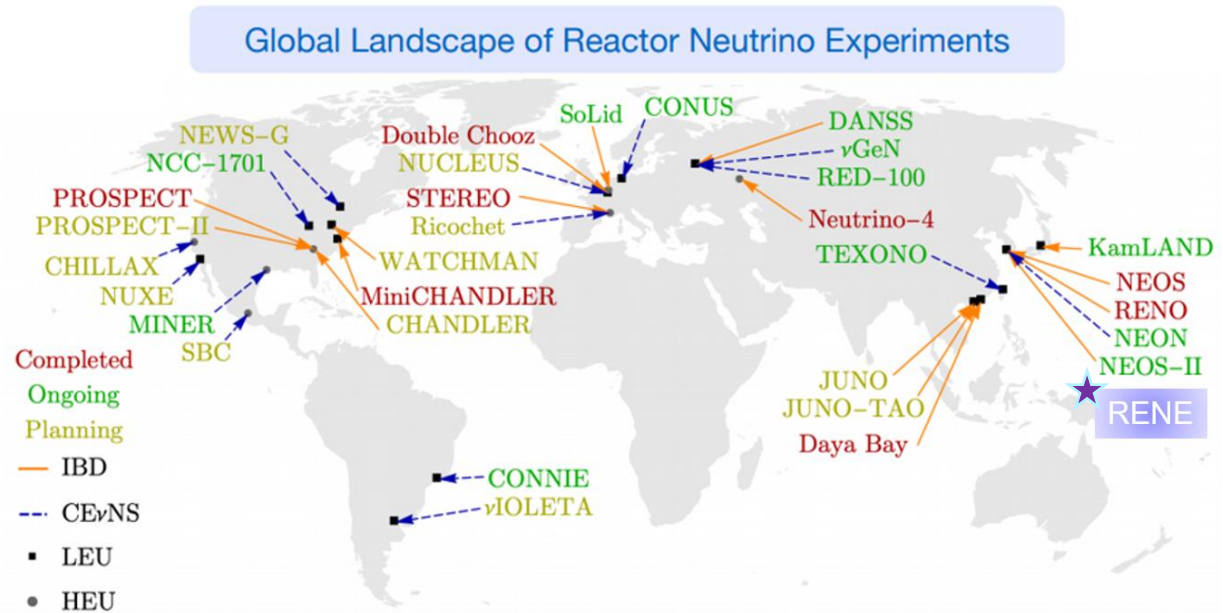 Global Landscape of Reactor Neutrino Experiments
NEWS-G
NCC-1701
PROSPECT
PROSPECT-II
CHILLAX
NUXE
MINER
SBC
WATCHMAN
MiniCHANDLER
CHANDLER
Double Chooz
NUCLEUS
STEREO
Ricochet
SoLid
CONUS
DANSS
νGeN
RED-100
Neutrino-4
TEXONO
KamLAND
NEOS
RENO
NEON
NEOS-II
RENE
JUNO
JUNO-TAO
Daya Bay
CONNIE
νIOLETA
Completed
Ongoing
Planning
IBD
CEνNS
LEU
HEU